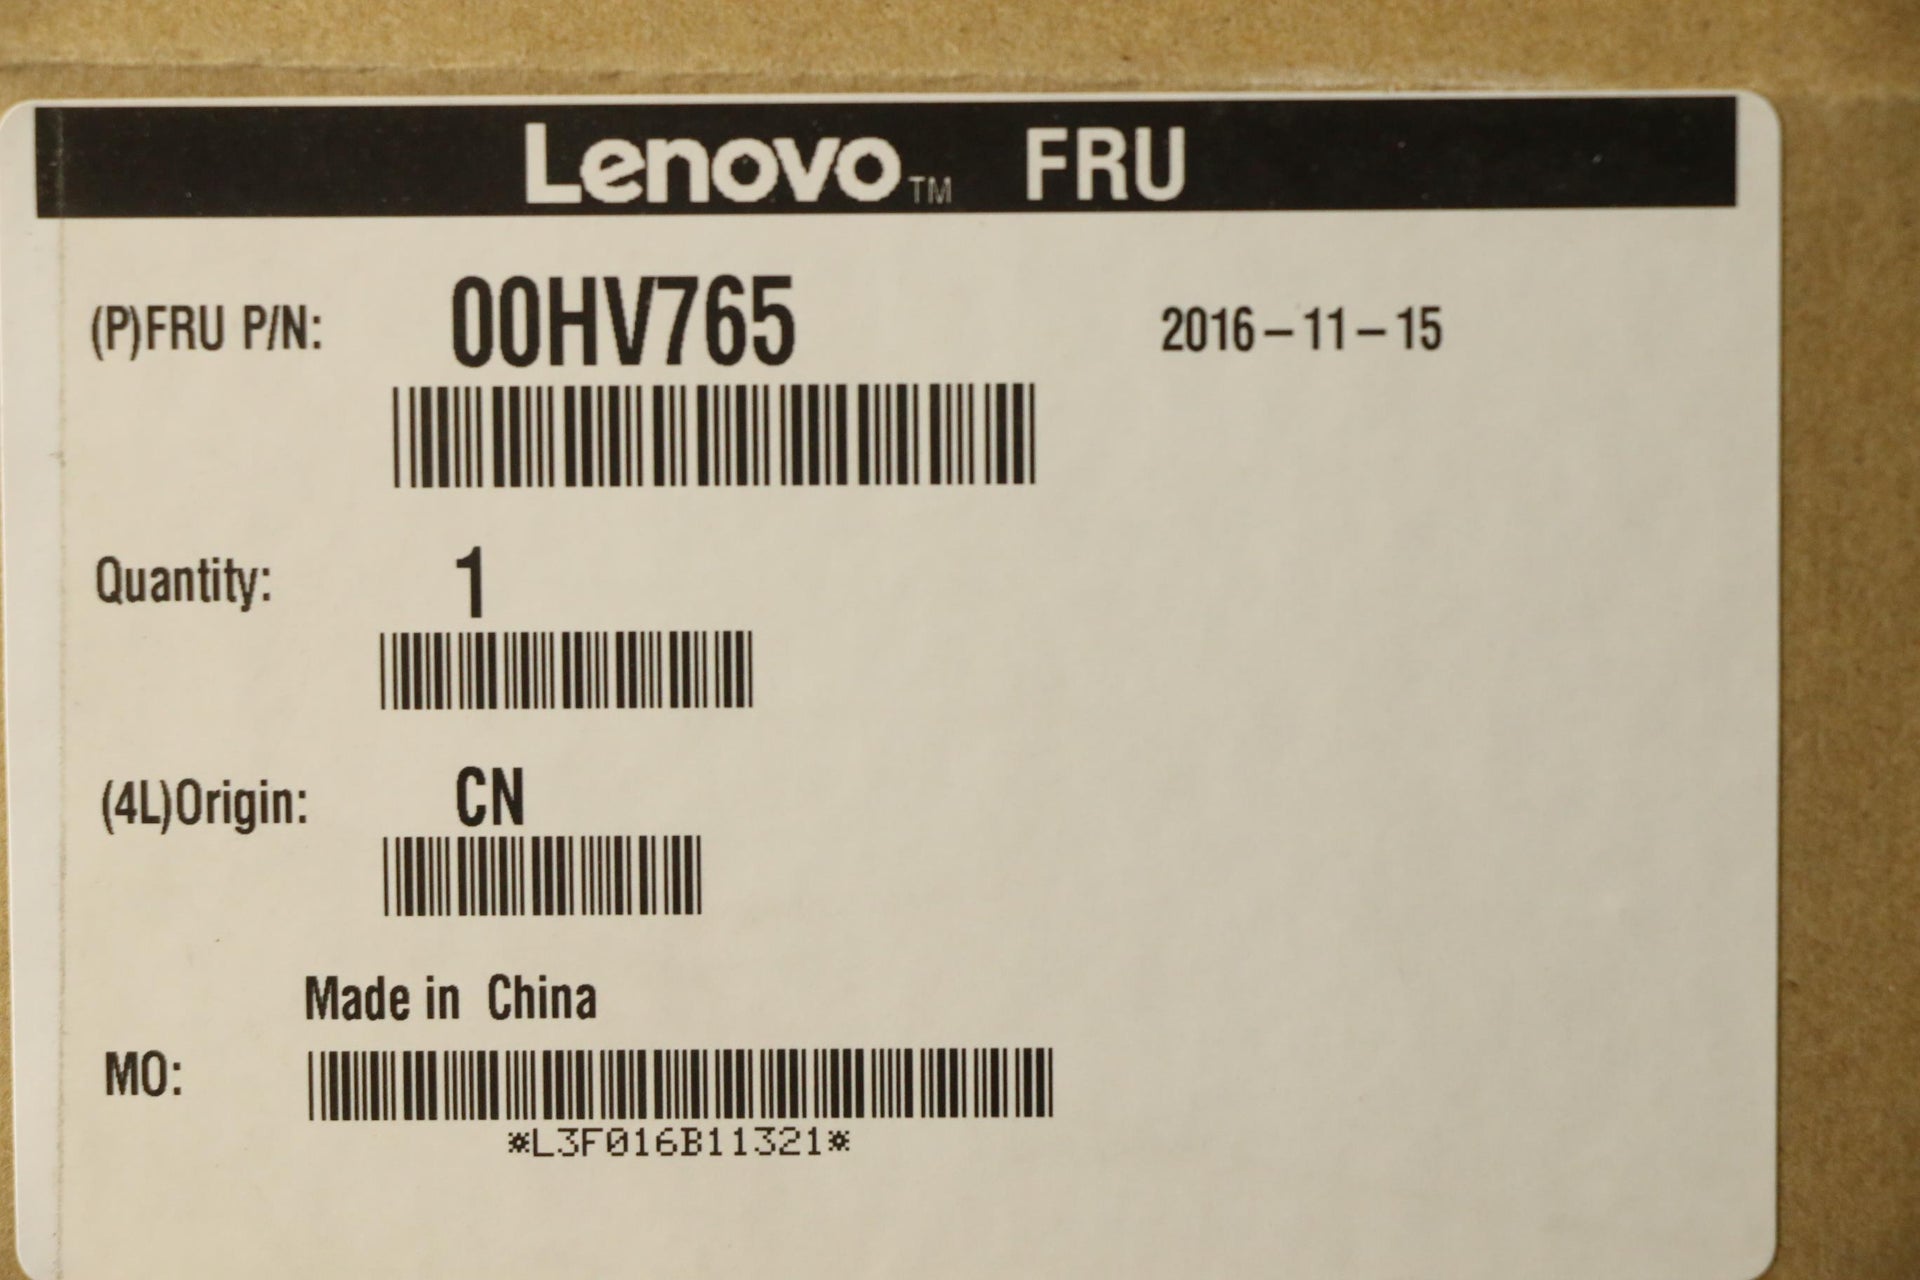 Lenovo™ FRU
(P)FRU P/N: 00HV765 2016-11-15
Quantity: 1
(4L)Origin: CN
Made in China
MO:
*L3F016B11321*